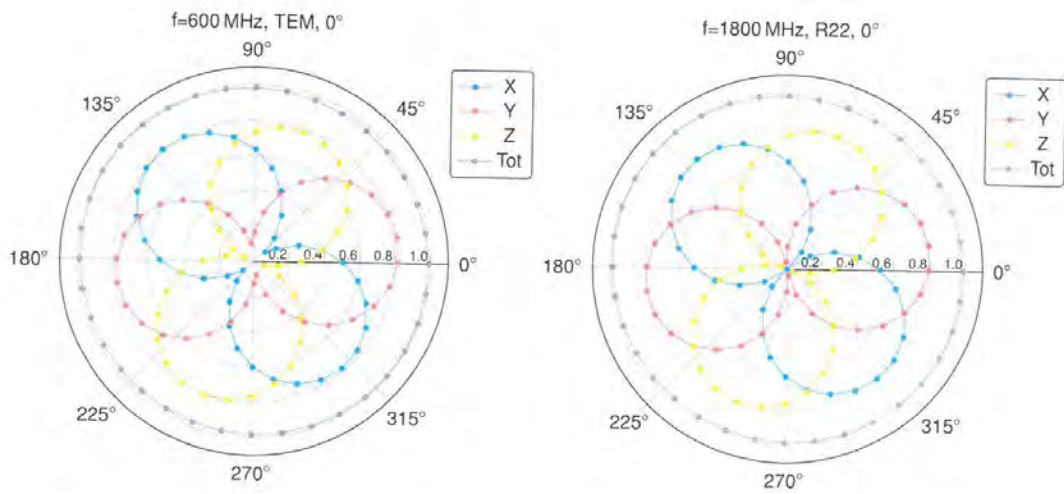 f=600 MHz, TEM, 0°
90°
135°
45°
X
Y
Z
Tot
180°
0.2 0.4 0.6 0.8 1.0
0°
225°
315°
270°
f=1800 MHz, R22, 0°
90°
135°
45°
X
Y
Z
Tot
180°
0.2 0.4 0.6 0.8 1.0
0°
225°
315°
270°